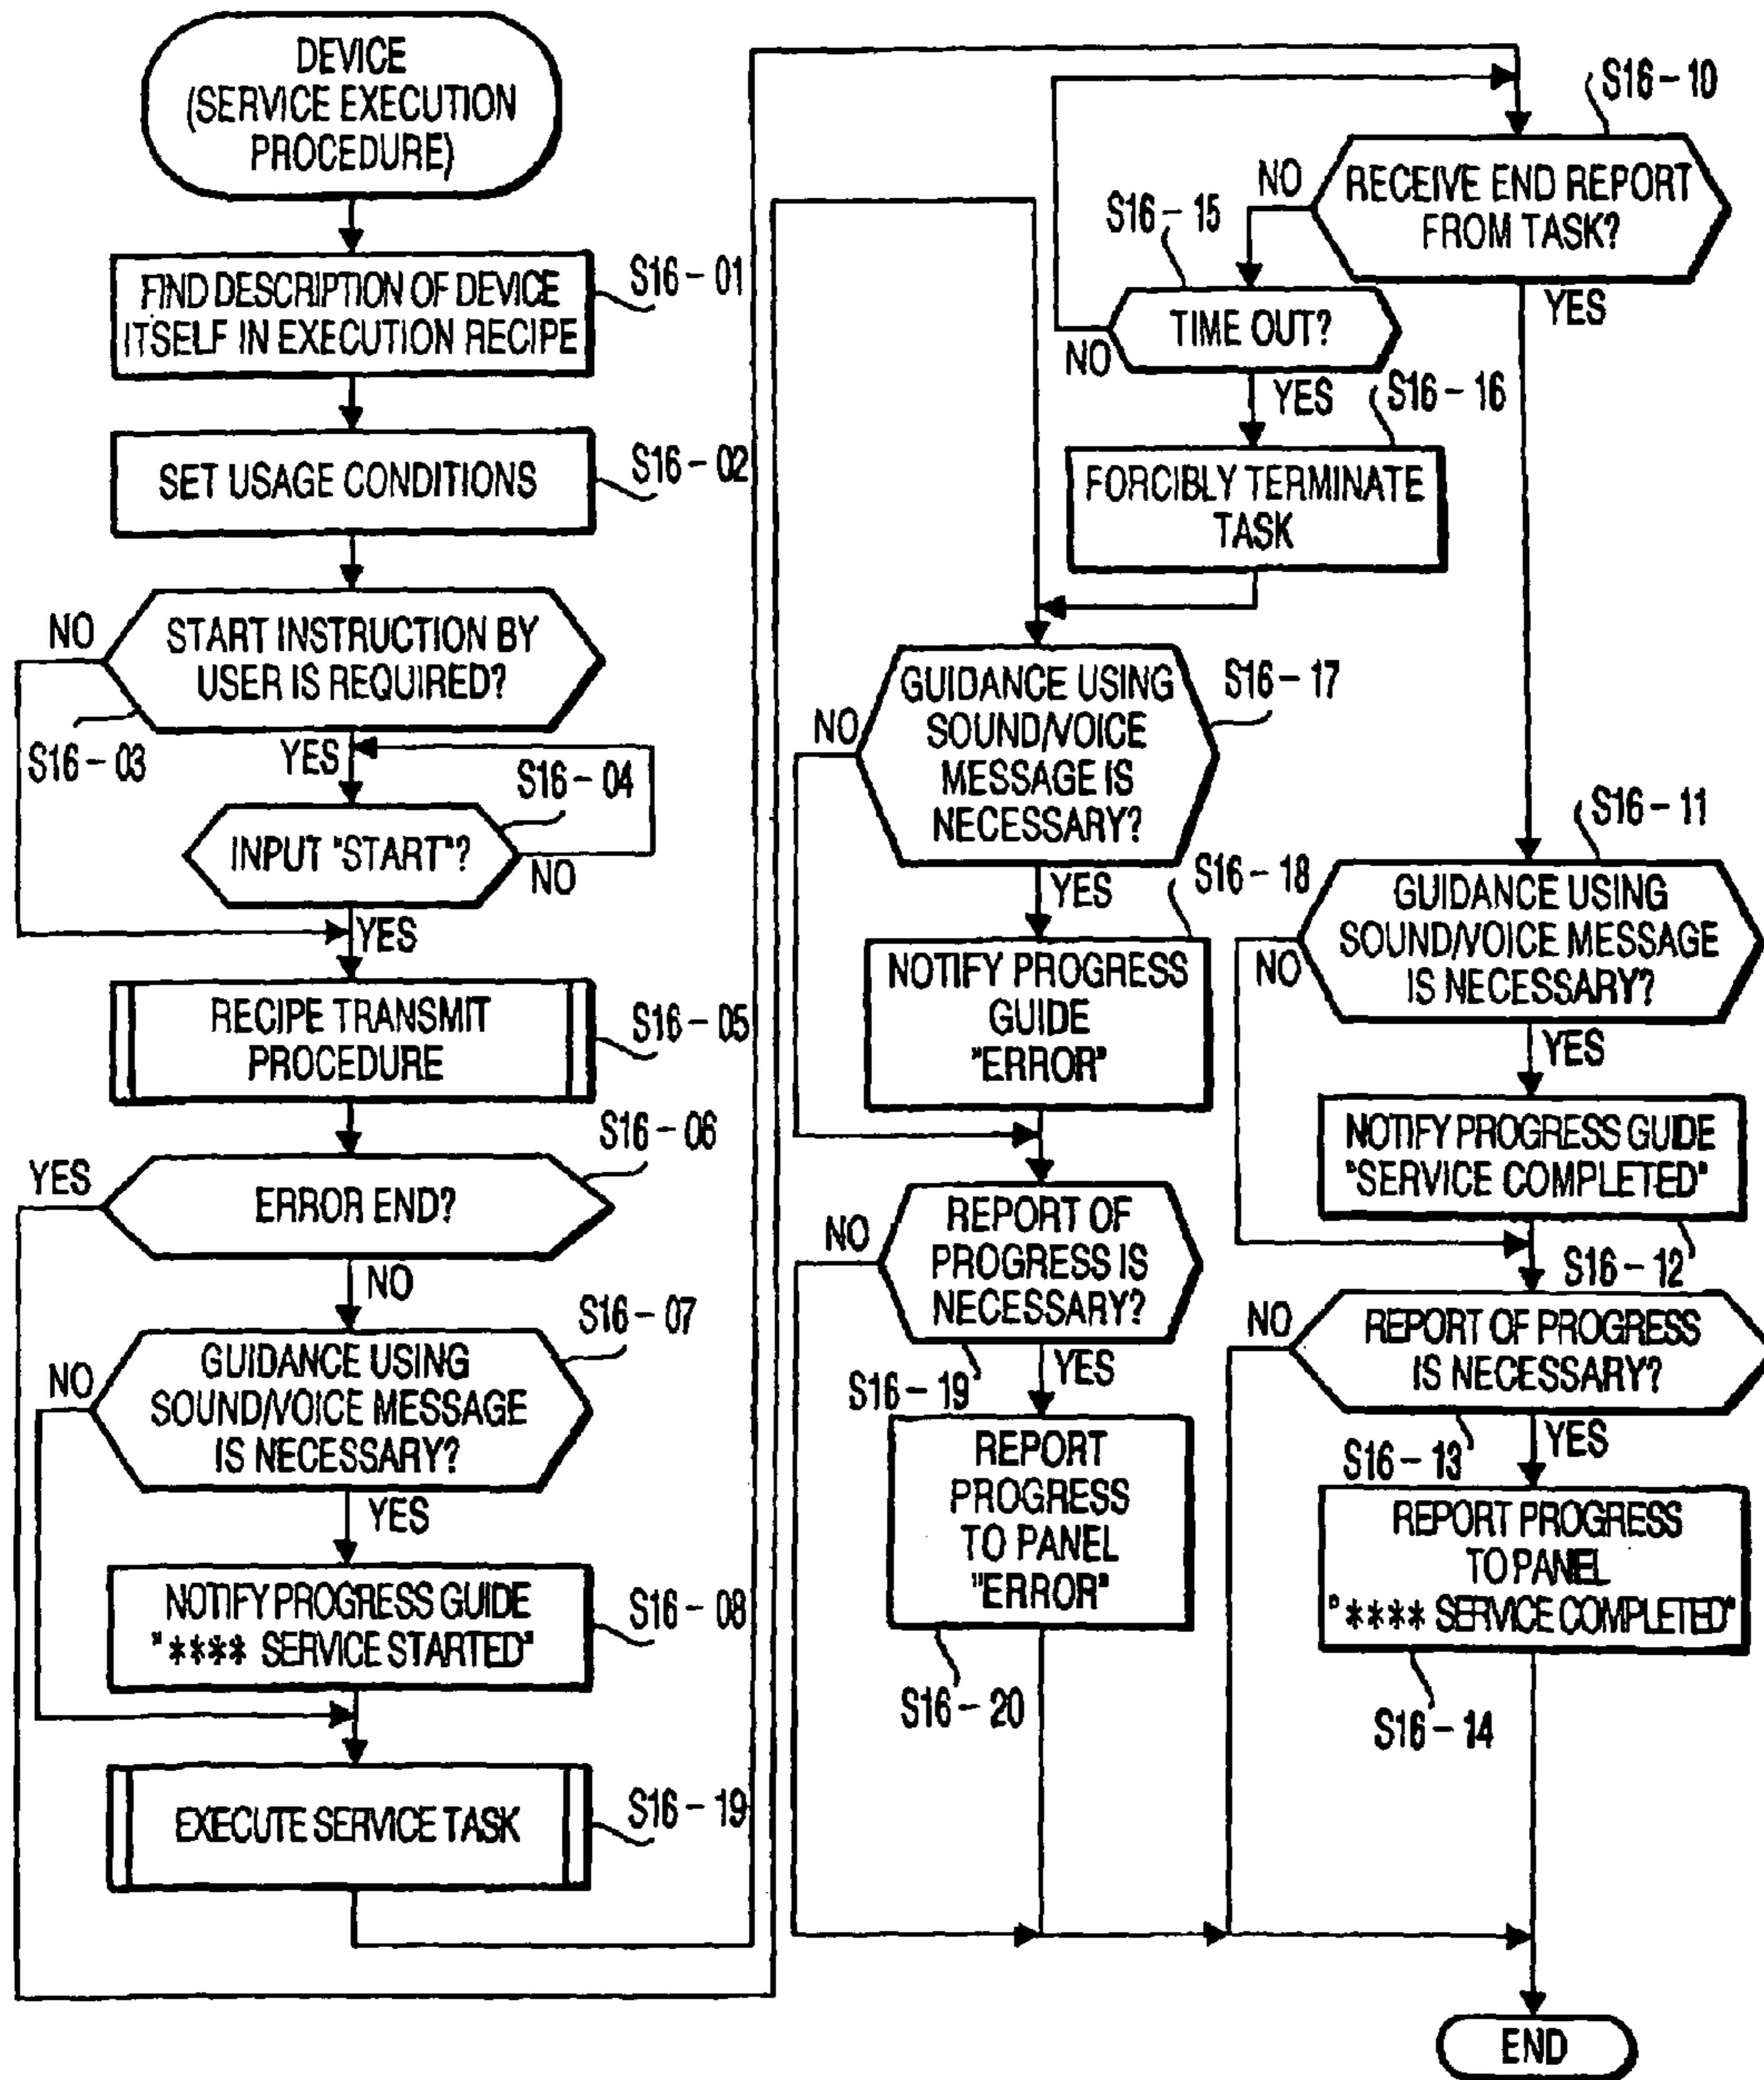 DEVICE
(SERVICE EXECUTION
PROCEDURE)
FIND DESCRIPTION OF DEVICE
ITSELF IN EXECUTION RECIPE
S16-01
SET USAGE CONDITIONS
S16-02
START INSTRUCTION BY
USER IS REQUIRED?
NO
YES
S16-03
S16-04
INPUT "START"?
NO
YES
RECIPE TRANSMIT
PROCEDURE
S16-05
S16-06
ERROR END?
YES
NO
S16-07
GUIDANCE USING
SOUND/VOICE MESSAGE
IS NECESSARY?
NO
YES
NOTIFY PROGRESS GUIDE
"**** SERVICE STARTED"
S16-08
EXECUTE SERVICE TASK
S16-19
S16-10
RECEIVE END REPORT
FROM TASK?
NO
YES
S16-15
TIME OUT?
NO
YES
S16-16
FORCIBLY TERMINATE
TASK
GUIDANCE USING
SOUND/VOICE
MESSAGE IS
NECESSARY?
S16-17
NO
YES
S16-18
NOTIFY PROGRESS
GUIDE
"ERROR"
REPORT OF
PROGRESS IS
NECESSARY?
NO
YES
S16-19
REPORT
PROGRESS
TO PANEL
"ERROR"
S16-20
S16-11
GUIDANCE USING
SOUND/VOICE MESSAGE
IS NECESSARY?
NO
YES
NOTIFY PROGRESS GUIDE
"SERVICE COMPLETED"
S16-12
REPORT OF PROGRESS
IS NECESSARY?
NO
YES
S16-13
REPORT PROGRESS
TO PANEL
"**** SERVICE COMPLETED"
S16-14
END